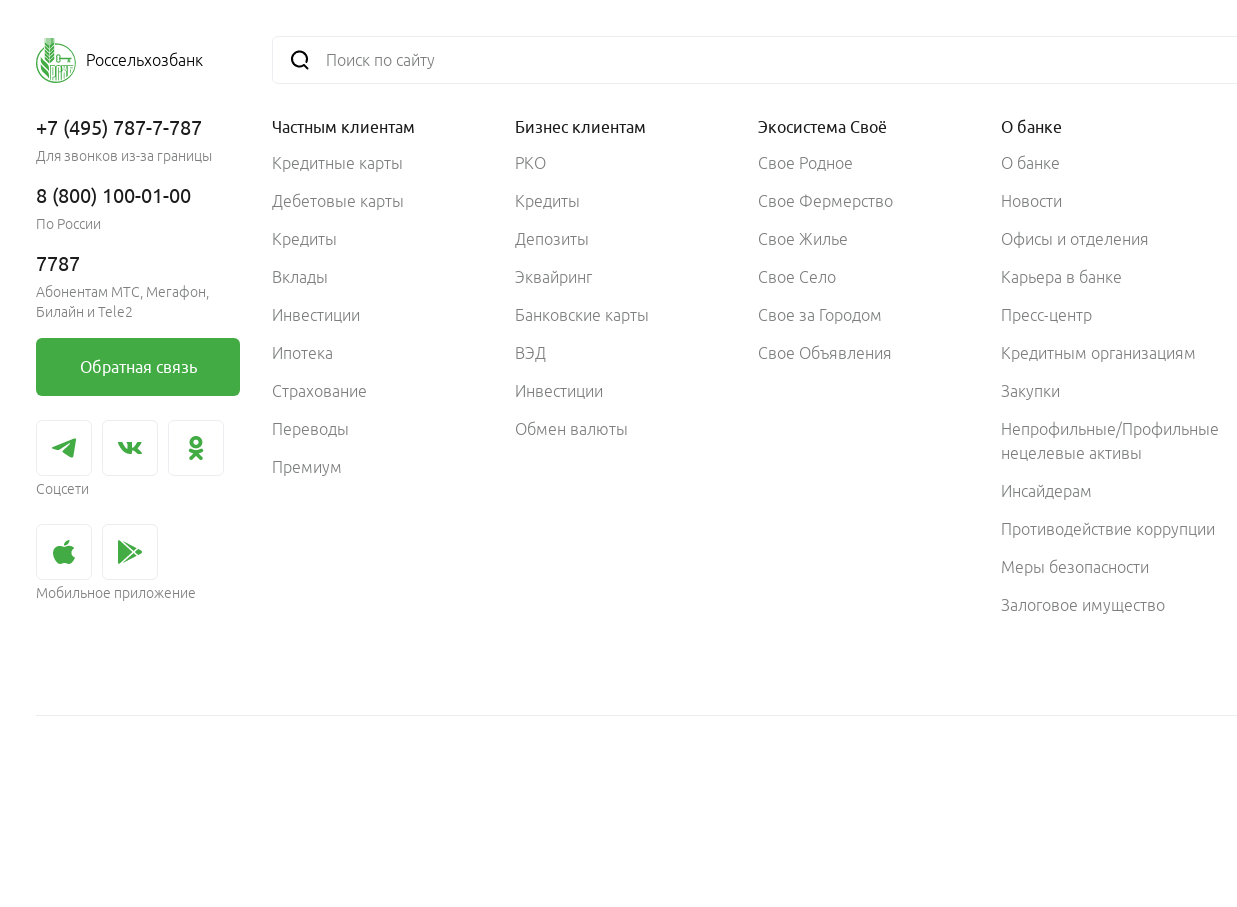 Россельхозбанк
Поиск по сайту
+7 (495) 787-7-787
Для звонков из-за границы
8 (800) 100-01-00
По России
7787
Абонентам МТС, Мегафон,
Билайн и Tele2
Обратная связь
Соцсети
Мобильное приложение
Частным клиентам
Кредитные карты
Дебетовые карты
Кредиты
Вклады
Инвестиции
Ипотека
Страхование
Переводы
Премиум
Бизнес клиентам
РКО
Кредиты
Депозиты
Эквайринг
Банковские карты
ВЭД
Инвестиции
Обмен валюты
Экосистема Своё
Свое Родное
Свое Фермерство
Свое Жилье
Свое Село
Свое за Городом
Свое Объявления
О банке
О банке
Новости
Офисы и отделения
Карьера в банке
Пресс-центр
Кредитным организациям
Закупки
Непрофильные/Профильные
нецелевые активы
Инсайдерам
Противодействие коррупции
Меры безопасности
Залоговое имущество